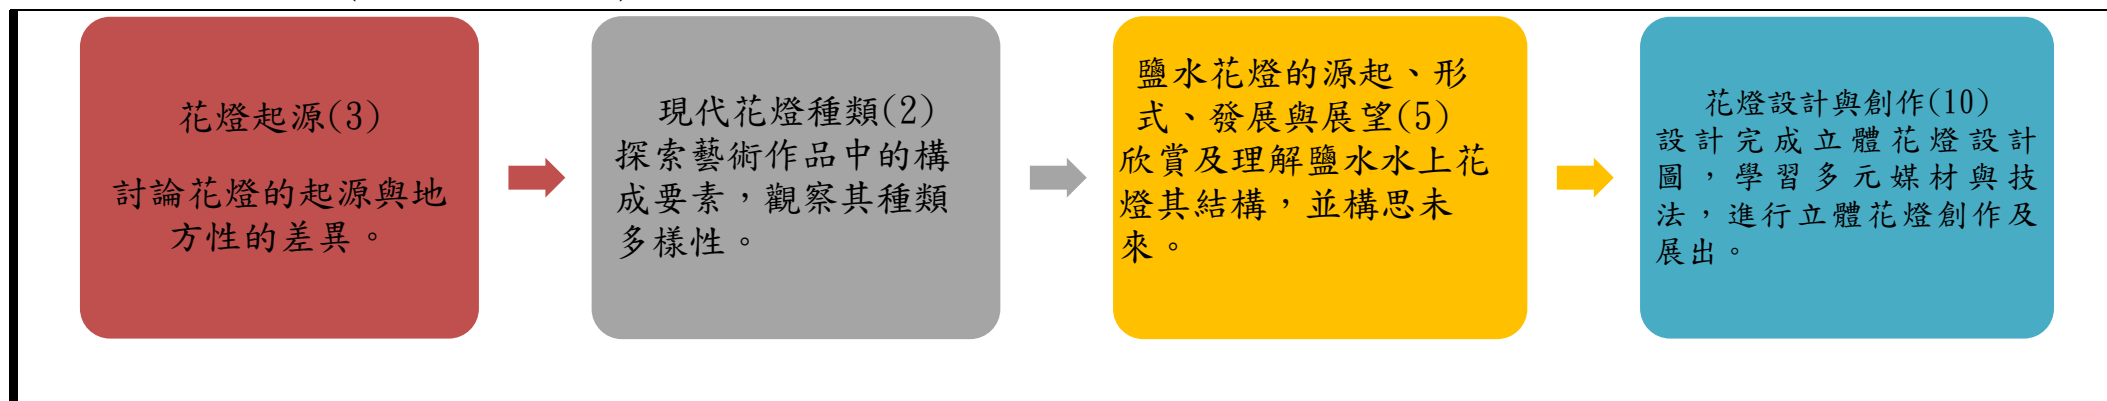 花燈起源(3)
討論花燈的起源與地
方性的差異。
現代花燈種類(2)
探索藝術作品中的構
成要素，觀察其種類
多樣性。
鹽水花燈的源起、形
式、發展與展望(5)
欣賞及理解鹽水水上花
燈其結構，並構思未
來。
花燈設計與創作(10)
設計完成立體花燈設計
圖，學習多元媒材與技
法，進行立體花燈創作及
展出。